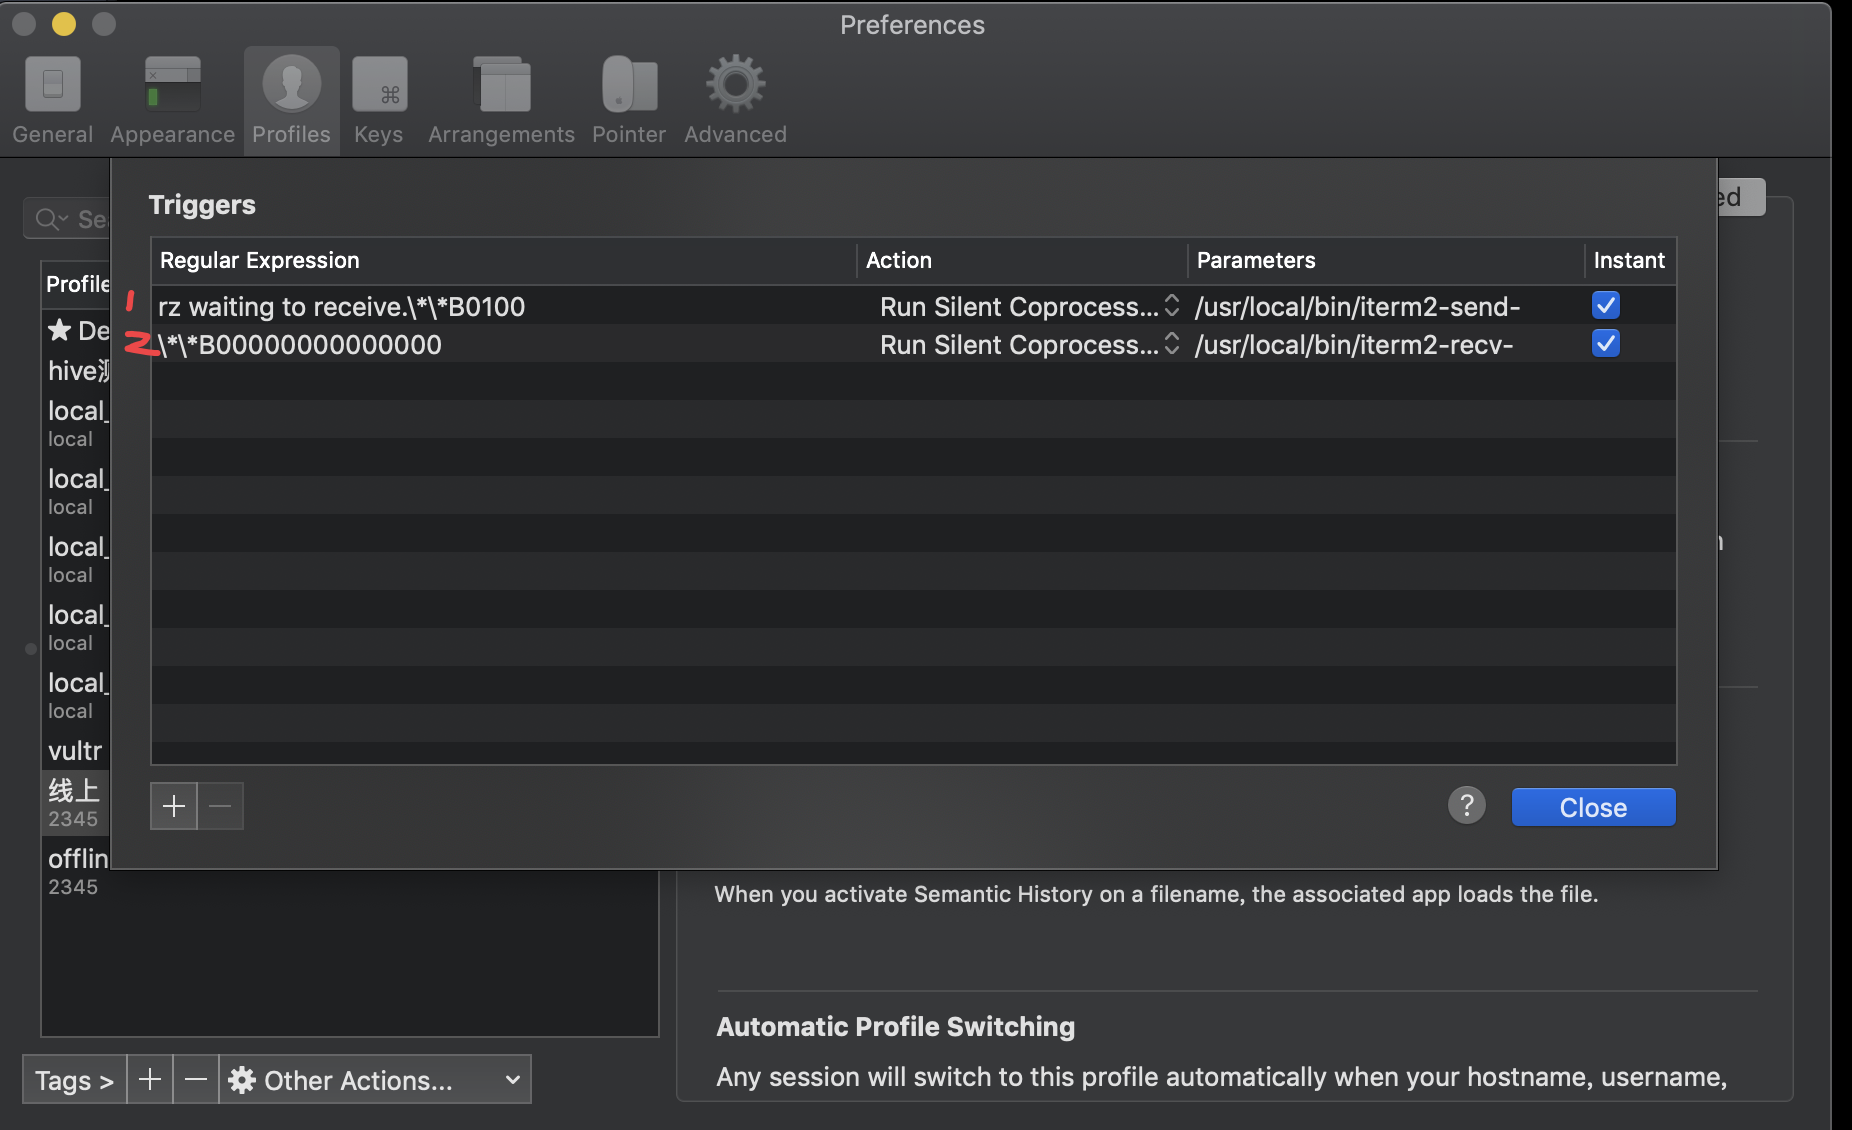 Preferences
General Appearance Profiles Keys Arrangements Pointer Advanced
Triggers
Regular Expression Action Parameters Instant
1 rz waiting to receive.\*\*B0100 Run Silent Coprocess... /usr/local/bin/iterm2-send-
2 \*\*B00000000000000 Run Silent Coprocess... /usr/local/bin/iterm2-recv-
?
Close
Se
Profile
De
hive
local_
local
local_
local
local_
local
local_
local
local_
local
vultr
线上
2345
offlin
2345
Tags > + − Other Actions...
ed
When you activate Semantic History on a filename, the associated app loads the file.
Automatic Profile Switching
Any session will switch to this profile automatically when your hostname, username,